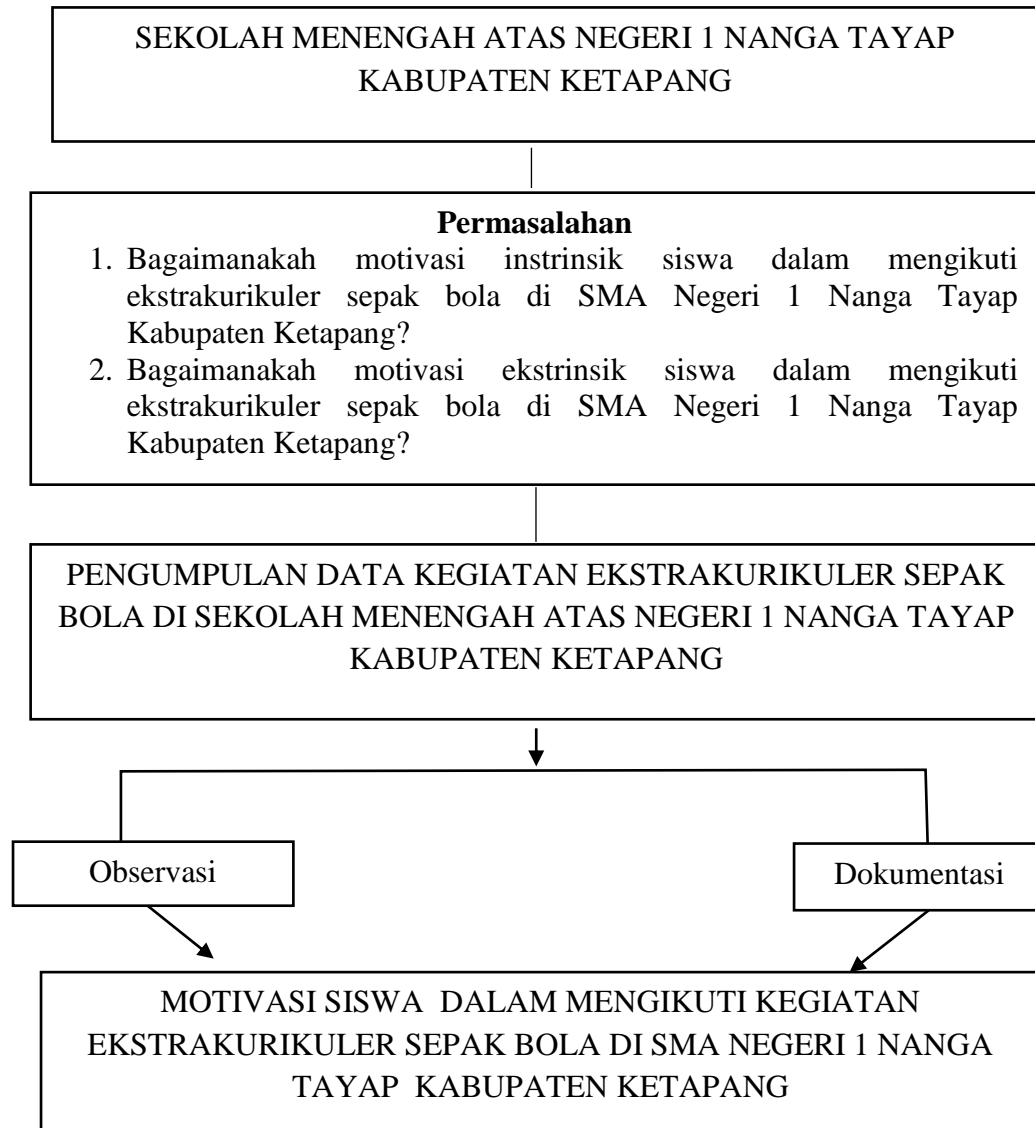 SEKOLAH MENENGAH ATAS NEGERI 1 NANGA TAYAP
KABUPATEN KETAPANG
Permasalahan
1. Bagaimanakah motivasi instrinsik siswa dalam mengikuti
ekstrakurikuler sepak bola di SMA Negeri 1 Nanga Tayap
Kabupaten Ketapang?
2. Bagaimanakah motivasi ekstrinsik siswa dalam mengikuti
ekstrakurikuler sepak bola di SMA Negeri 1 Nanga Tayap
Kabupaten Ketapang?
PENGUMPULAN DATA KEGIATAN EKSTRAKURIKULER SEPAK
BOLA DI SEKOLAH MENENGAH ATAS NEGERI 1 NANGA TAYAP
KABUPATEN KETAPANG
Observasi
Dokumentasi
MOTIVASI SISWA DALAM MENGIKUTI KEGIATAN
EKSTRAKURIKULER SEPAK BOLA DI SMA NEGERI 1 NANGA
TAYAP KABUPATEN KETAPANG